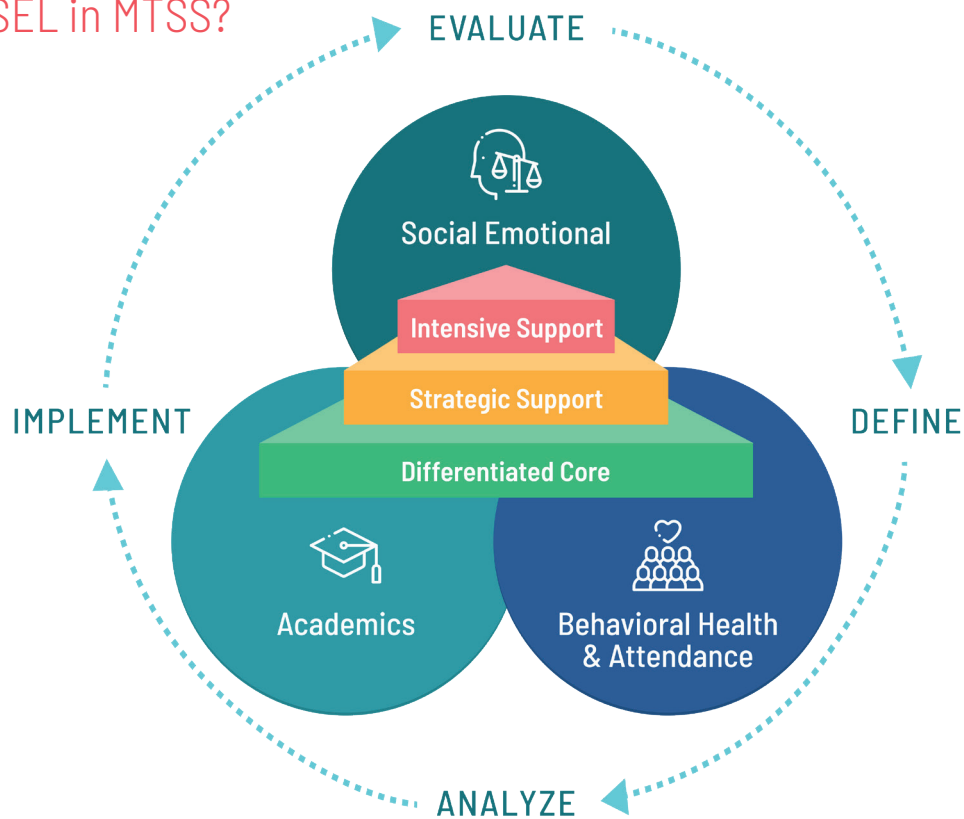 SEL in MTSS?
EVALUATE
Social Emotional
Intensive Support
Strategic Support
IMPLEMENT
DEFINE
Differentiated Core
Academics
Behavioral Health
& Attendance
ANALYZE